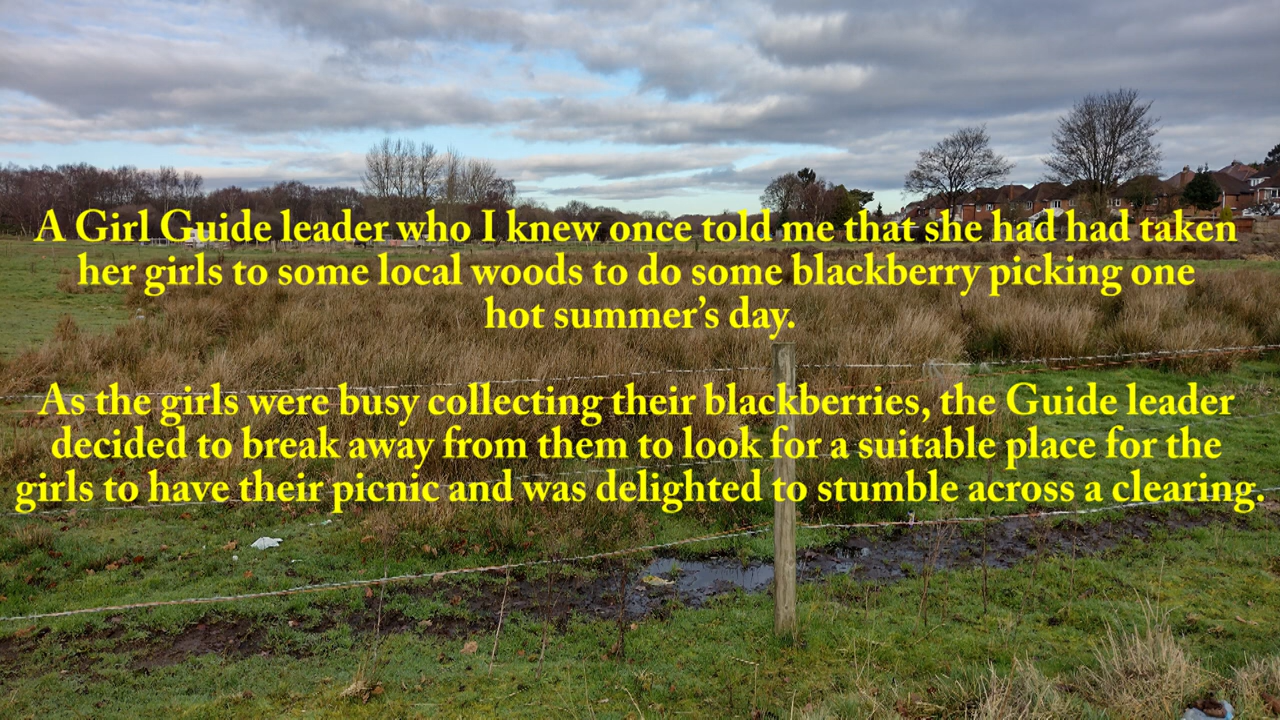 A Girl Guide leader who I knew once told me that she had had taken
her girls to some local woods to do some blackberry picking one
hot summer’s day.
As the girls were busy collecting their blackberries, the Guide leader
decided to break away from them to look for a suitable place for the
girls to have their picnic and was delighted to stumble across a clearing.